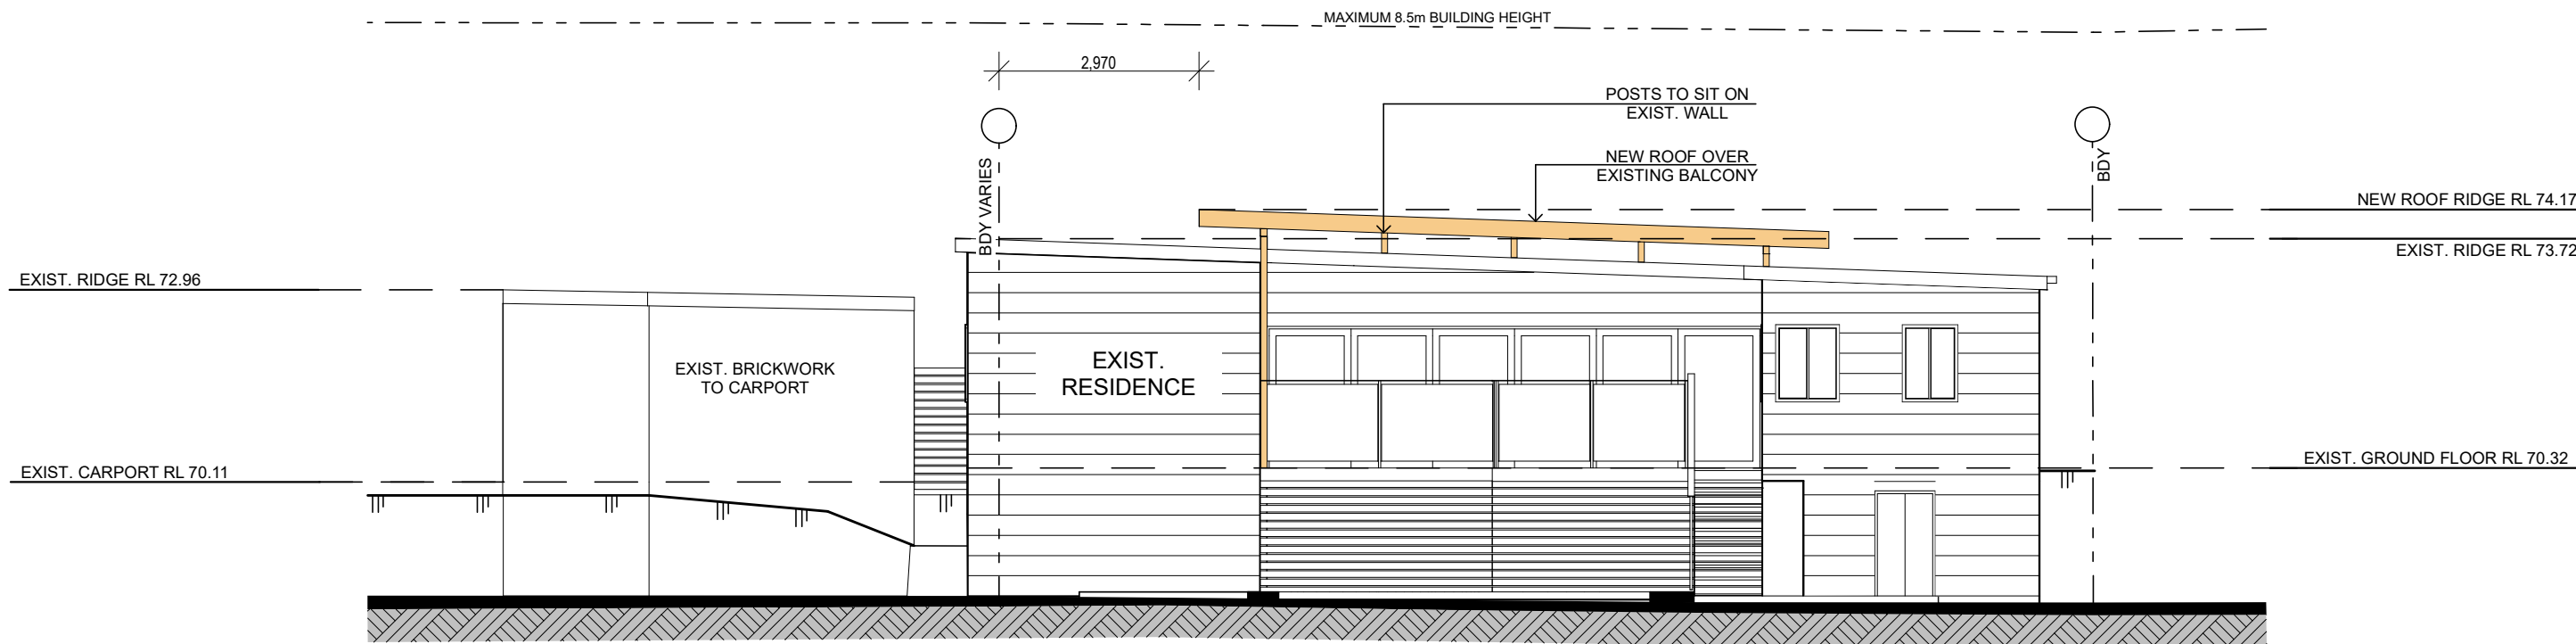 MAXIMUM 8.5m BUILDING HEIGHT
2,970
POSTS TO SIT ON
EXIST. WALL
NEW ROOF OVER
EXISTING BALCONY
BDY VARIES
BDY
NEW ROOF RIDGE RL 74.17
EXIST. RIDGE RL 73.72
EXIST. RIDGE RL 72.96
EXIST. BRICKWORK
TO CARPORT
EXIST.
RESIDENCE
EXIST. CARPORT RL 70.11
EXIST. GROUND FLOOR RL 70.32